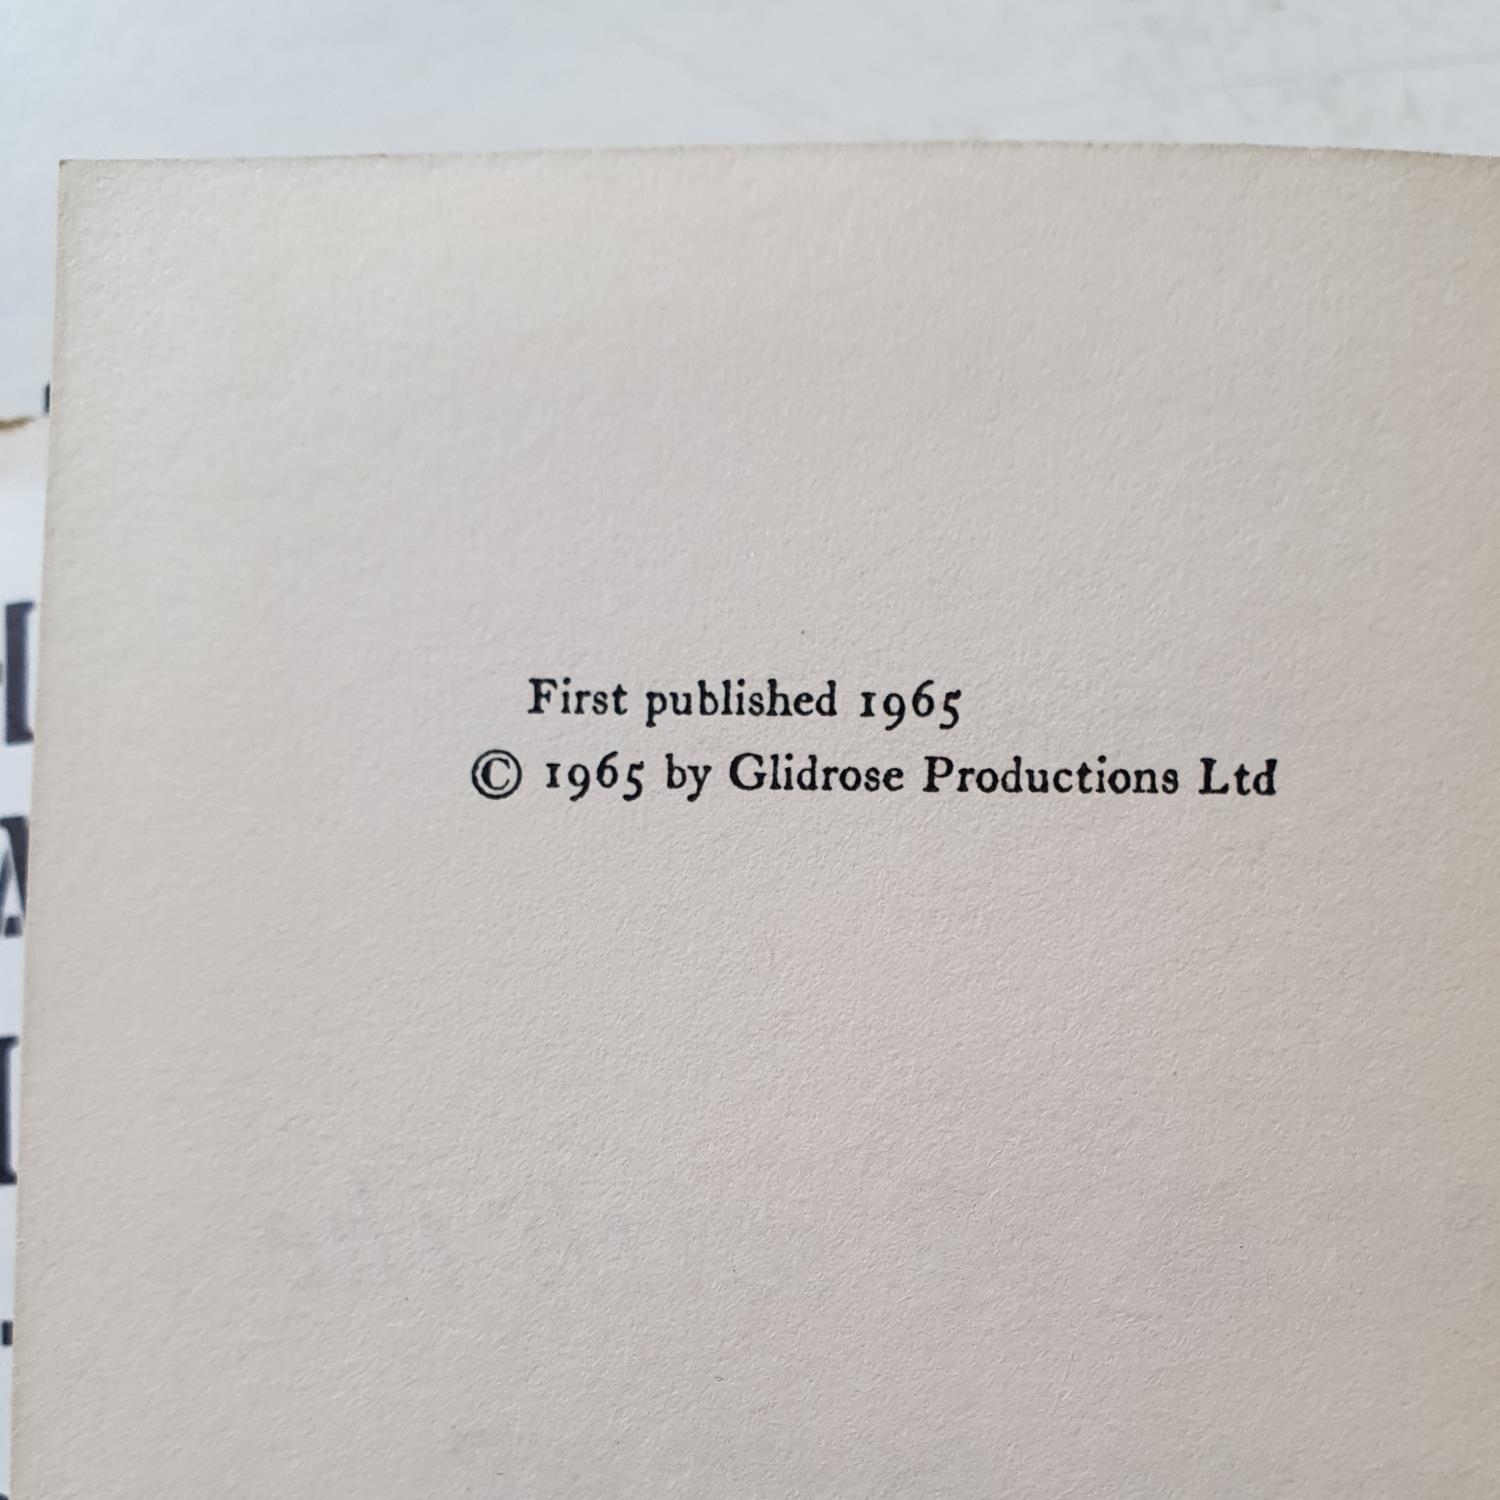 First published 1965
© 1965 by Glidrose Productions Ltd